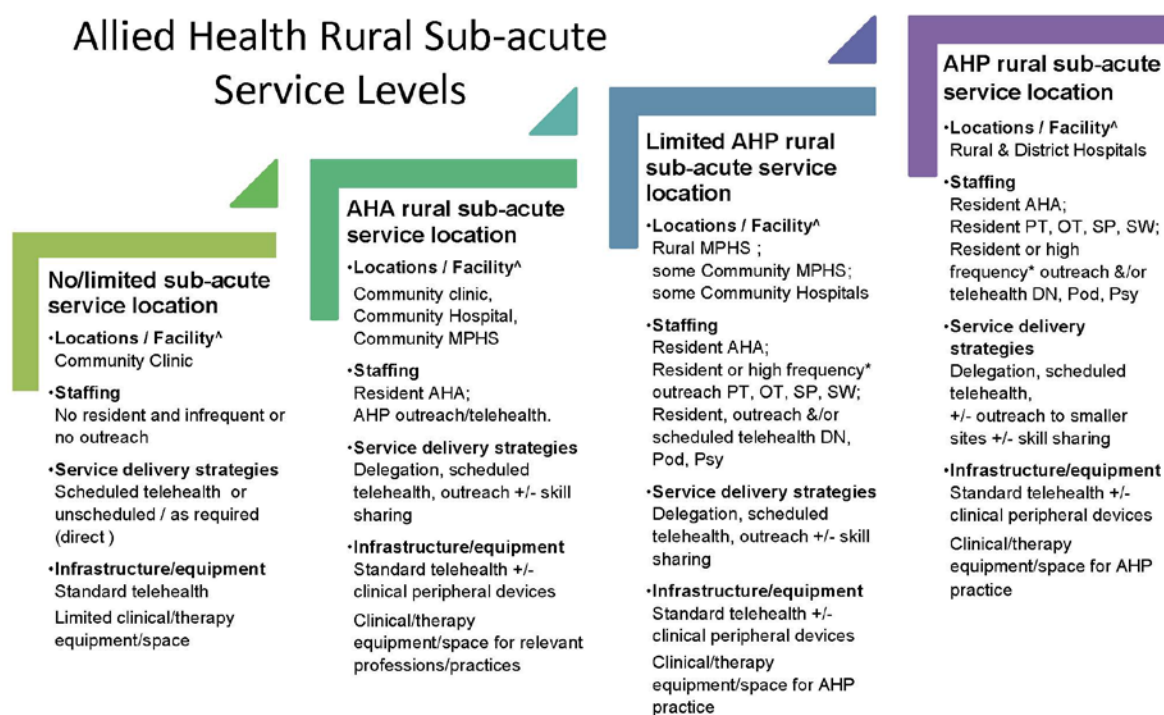 Allied Health Rural Sub-acute
Service Levels
No/limited sub-acute
service location
•Locations / Facility^
Community Clinic
•Staffing
No resident and infrequent or
no outreach
•Service delivery strategies
Scheduled telehealth or
unscheduled / as required
(direct )
•Infrastructure/equipment
Standard telehealth
Limited clinical/therapy
equipment/space
AHA rural sub-acute
service location
•Locations / Facility^
Community clinic,
Community Hospital,
Community MPHS
•Staffing
Resident AHA;
AHP outreach/telehealth.
•Service delivery strategies
Delegation, scheduled
telehealth, outreach +/- skill
sharing
•Infrastructure/equipment
Standard telehealth +/-
clinical peripheral devices
Clinical/therapy
equipment/space for relevant
professions/practices
Limited AHP rural
sub-acute service
location
•Locations / Facility^
Rural MPHS ;
some Community MPHS;
some Community Hospitals
•Staffing
Resident AHA;
Resident or high frequency*
outreach PT, OT, SP, SW;
Resident, outreach &/or
scheduled telehealth DN,
Pod, Psy
•Service delivery strategies
Delegation, scheduled
telehealth, outreach +/- skill
sharing
•Infrastructure/equipment
Standard telehealth +/-
clinical peripheral devices
Clinical/therapy
equipment/space for AHP
practice
AHP rural sub-acute
service location
•Locations / Facility^
Rural & District Hospitals
•Staffing
Resident AHA;
Resident PT, OT, SP, SW;
Resident or high
frequency* outreach &/or
telehealth DN, Pod, Psy
•Service delivery
strategies
Delegation, scheduled
telehealth,
+/- outreach to smaller
sites +/- skill sharing
•Infrastructure/equipment
Standard telehealth +/-
clinical peripheral devices
Clinical/therapy
equipment/space for AHP
practice